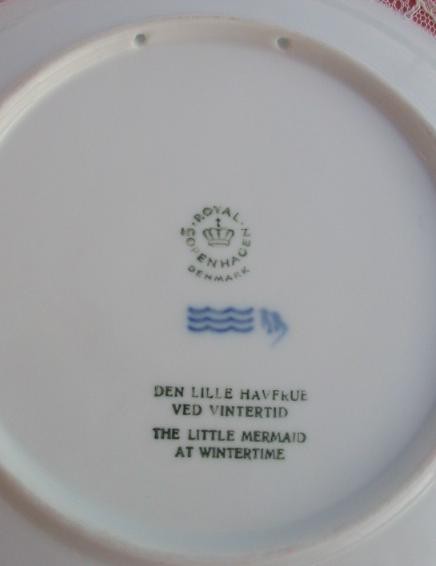 ROYAL
COPENHAGEN
DENMARK
DEN LILLE HAVFRUE
VED VINTERTID
THE LITTLE MERMAID
AT WINTERTIME